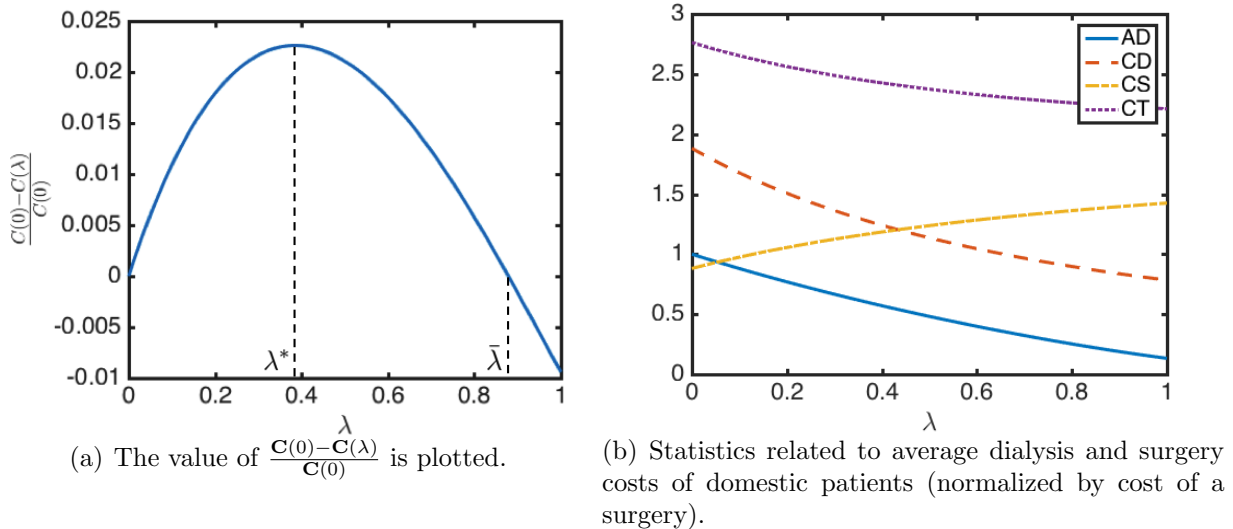 0.025
0.02
0.015
0.01
0.005
0
-0.005
-0.01
C(0)−C(λ)
C(0)
λ* λ̄
0 0.2 0.4 0.6 0.8 1
λ
(a) The value of C(0)−C(λ) / C(0) is plotted.
3
2.5
2
1.5
1
0.5
0
AD
CD
CS
CT
0 0.2 0.4 0.6 0.8 1
λ
(b) Statistics related to average dialysis and surgery
costs of domestic patients (normalized by cost of a
surgery).